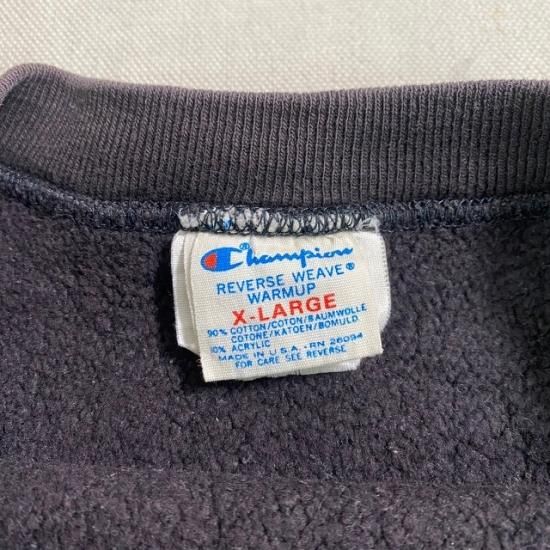 Champion®
REVERSE WEAVE®
WARMUP
X-LARGE
90% COTTON/COTON/BAUMWOLLE
COTONE/KATOEN/BOMULD
10% ACRYLIC
MADE IN U.S.A.-RN 26094
FOR CARE SEE REVERSE